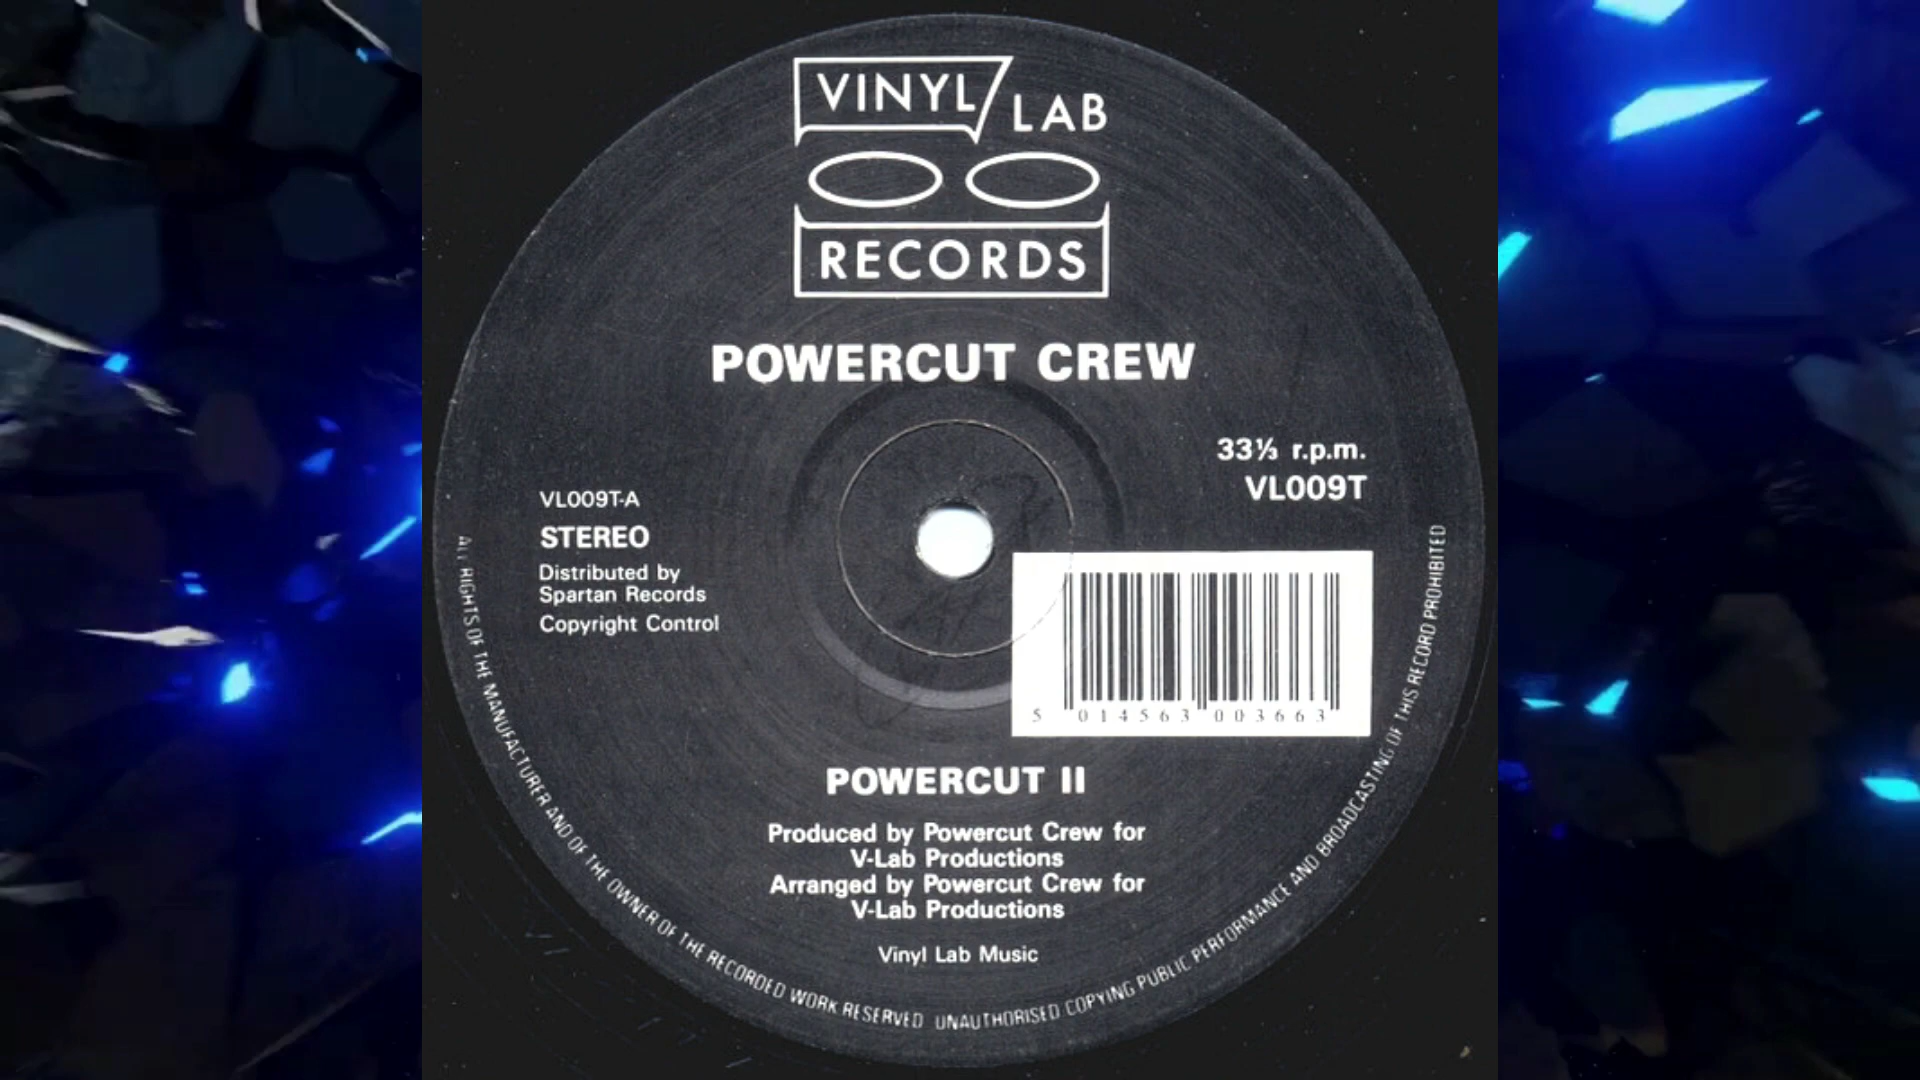 VINYL LAB
RECORDS
POWERCUT CREW
33⅓ r.p.m.
VL009T
VL009T-A
STEREO
Distributed by
Spartan Records
Copyright Control
5 014563 003663
POWERCUT II
Produced by Powercut Crew for
V-Lab Productions
Arranged by Powercut Crew for
V-Lab Productions
Vinyl Lab Music
ALL RIGHTS OF THE MANUFACTURER AND OF THE OWNER OF THE RECORDED WORK RESERVED UNAUTHORISED COPYING PUBLIC PERFORMANCE AND BROADCASTING OF THIS RECORD PROHIBITED